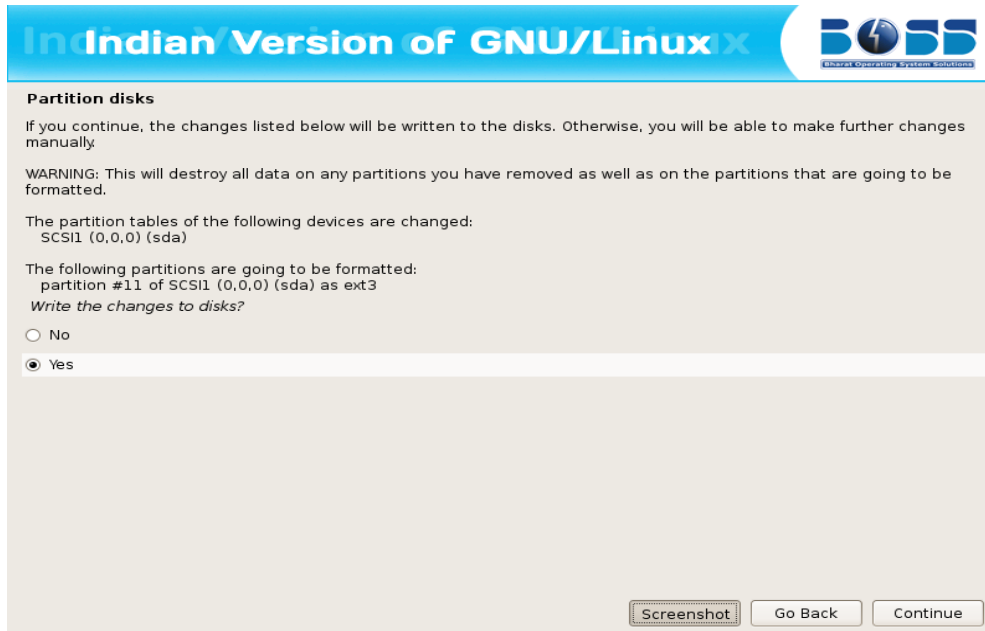 Indian Version of GNU/Linux
BOSS
Bharat Operating System Solutions
Partition disks
If you continue, the changes listed below will be written to the disks. Otherwise, you will be able to make further changes
manually.
WARNING: This will destroy all data on any partitions you have removed as well as on the partitions that are going to be
formatted.
The partition tables of the following devices are changed:
SCSI1 (0,0,0) (sda)
The following partitions are going to be formatted:
partition #11 of SCSI1 (0,0,0) (sda) as ext3
Write the changes to disks?
No
Yes
Screenshot Go Back Continue